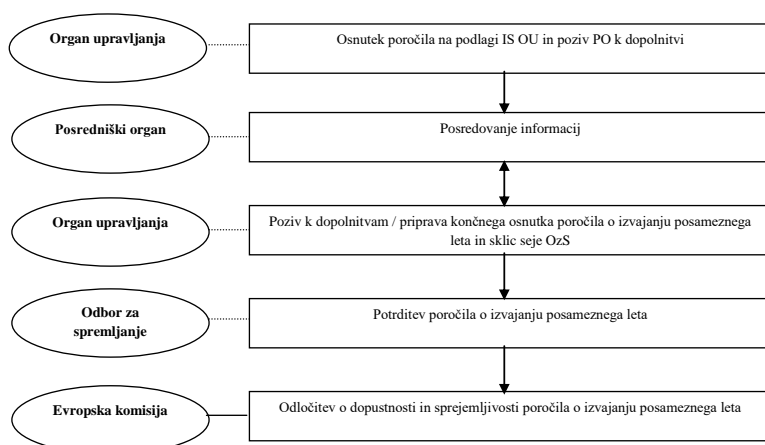 Organ upravljanja
Osnutek poročila na podlagi IS OU in poziv PO k dopolnitvi
Posredniški organ
Posredovanje informacij
Organ upravljanja
Poziv k dopolnitvam / priprava končnega osnutka poročila o izvajanju posameznega
leta in sklic seje OzS
Odbor za
spremljanje
Potrditev poročila o izvajanju posameznega leta
Evropska komisija
Odločitev o dopustnosti in sprejemljivosti poročila o izvajanju posameznega leta